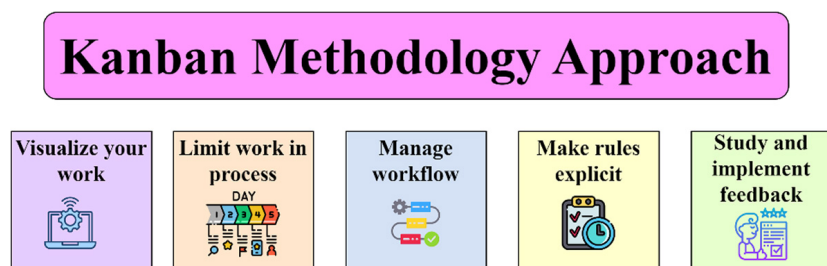 Kanban Methodology Approach
Visualize your
work
Limit work in
process
DAY
1 2 3 4 5
Manage
workflow
Make rules
explicit
Study and
implement
feedback